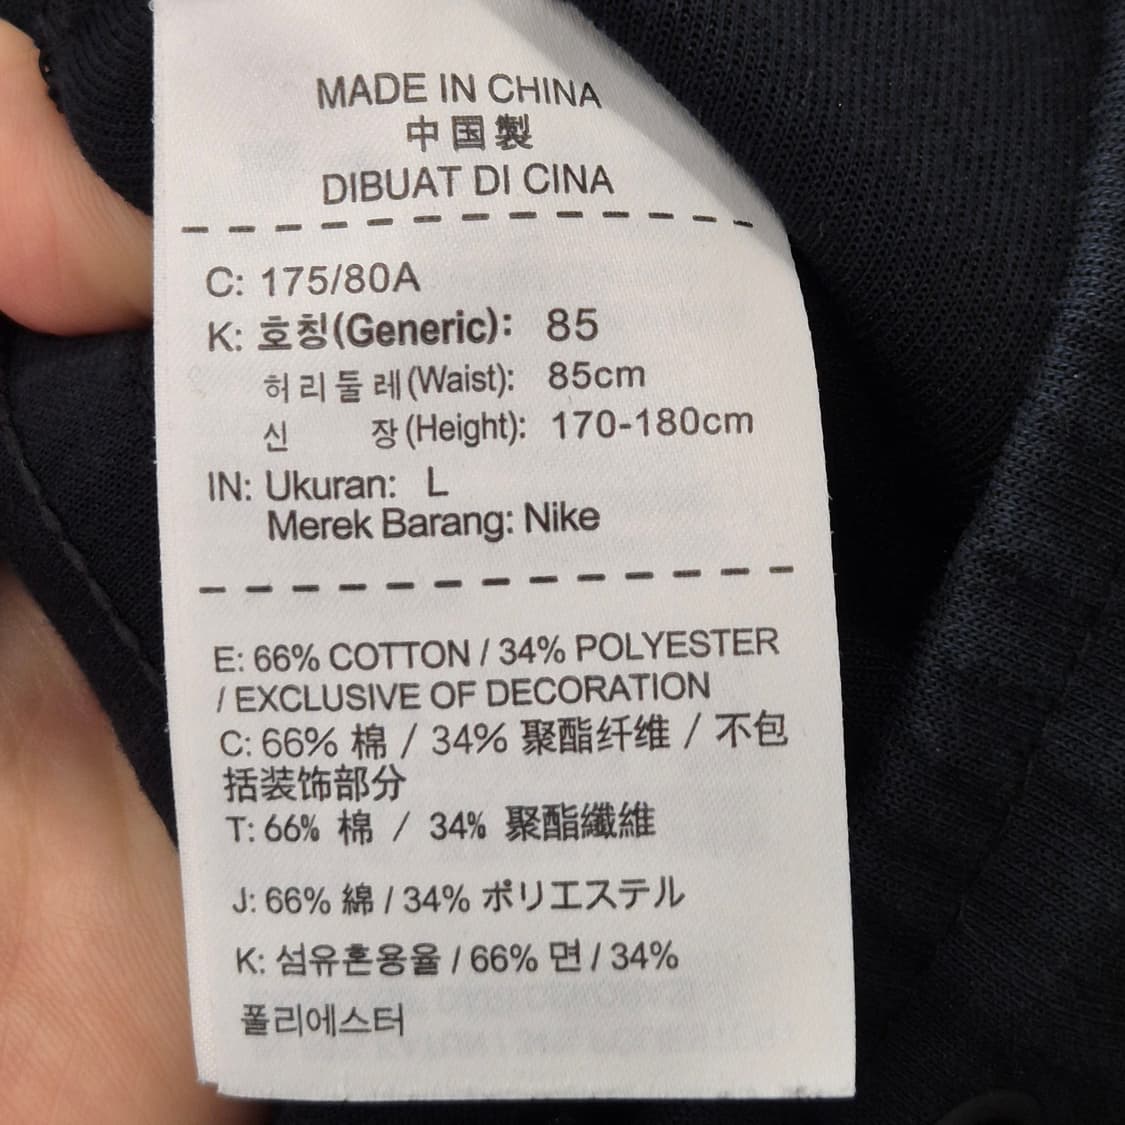 MADE IN CHINA
中国製
DIBUAT DI CINA
C: 175/80A
K: 호칭(Generic): 85
허리둘레(Waist): 85cm
신 장(Height): 170-180cm
IN: Ukuran: L
Merek Barang: Nike
E: 66% COTTON / 34% POLYESTER
/ EXCLUSIVE OF DECORATION
C: 66% 棉 / 34% 聚酯纤维 / 不包
括装饰部分
T: 66% 棉 / 34% 聚酯纖維
J: 66% 綿 / 34% ポリエステル
K: 섬유혼용율 / 66% 면 / 34%
폴리에스터